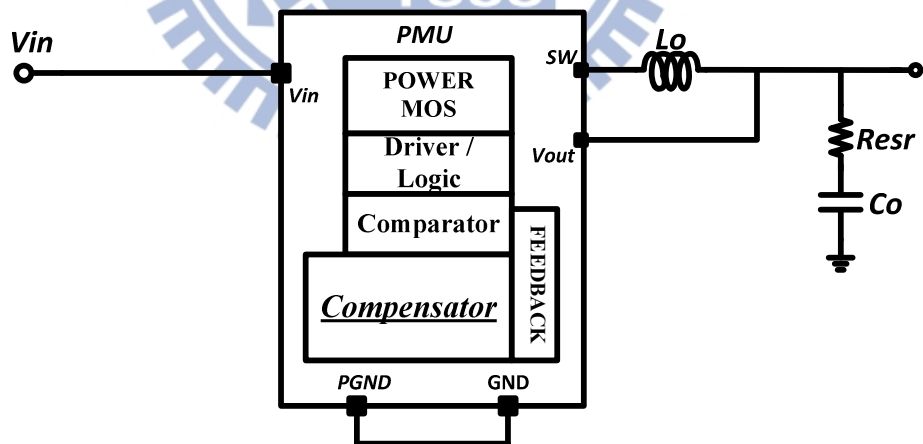 Vin
PMU
SW
Lo
Vin
POWER
MOS
Driver /
Logic
Vout
Resr
Comparator
Co
FEEDBACK
Compensator
PGND
GND